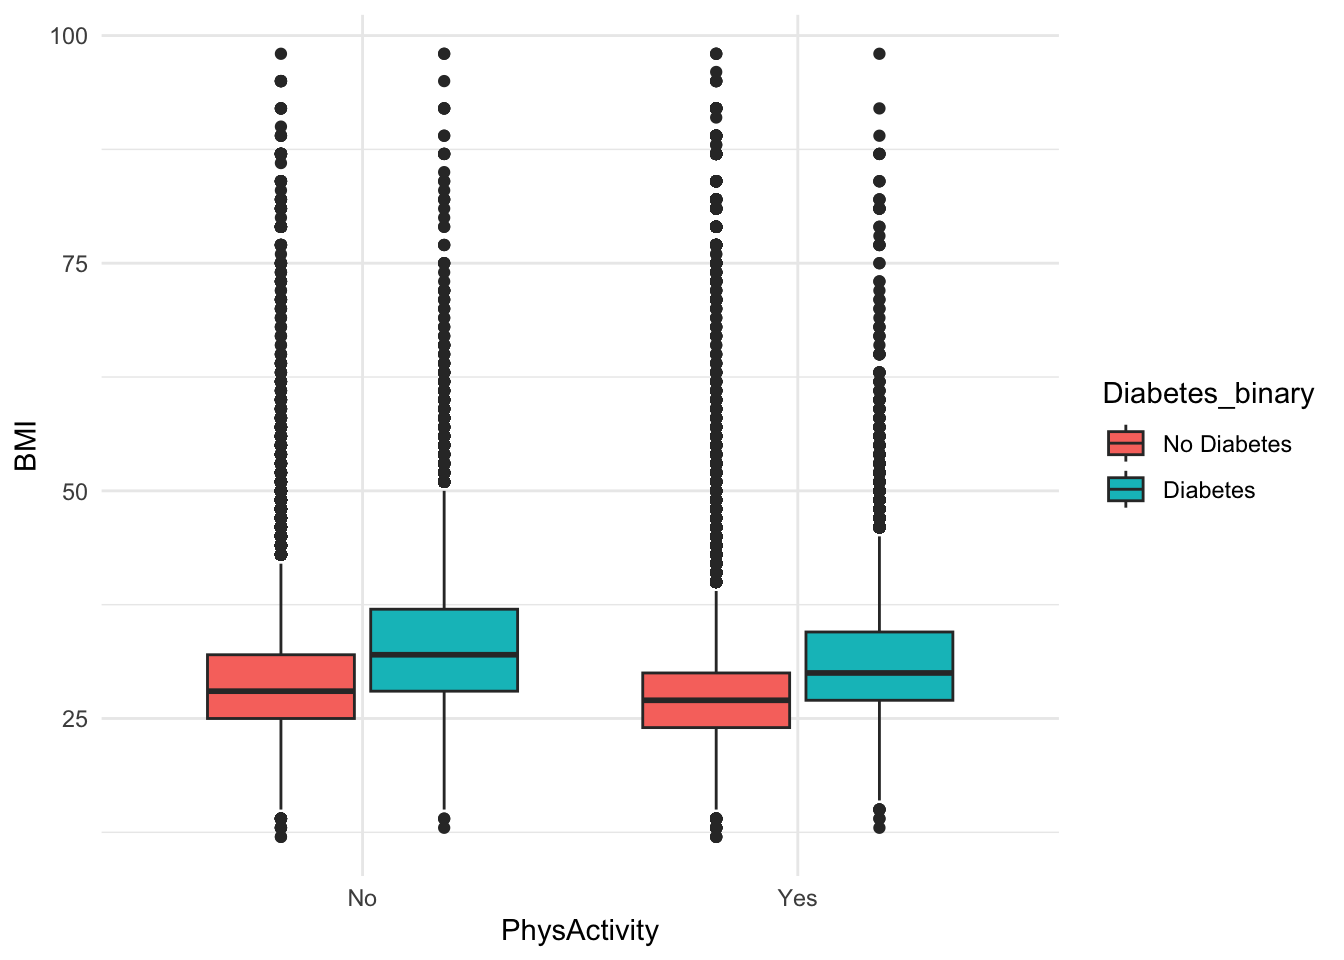 100
75
50
25
BMI
No
Yes
PhysActivity
Diabetes_binary
No Diabetes
Diabetes